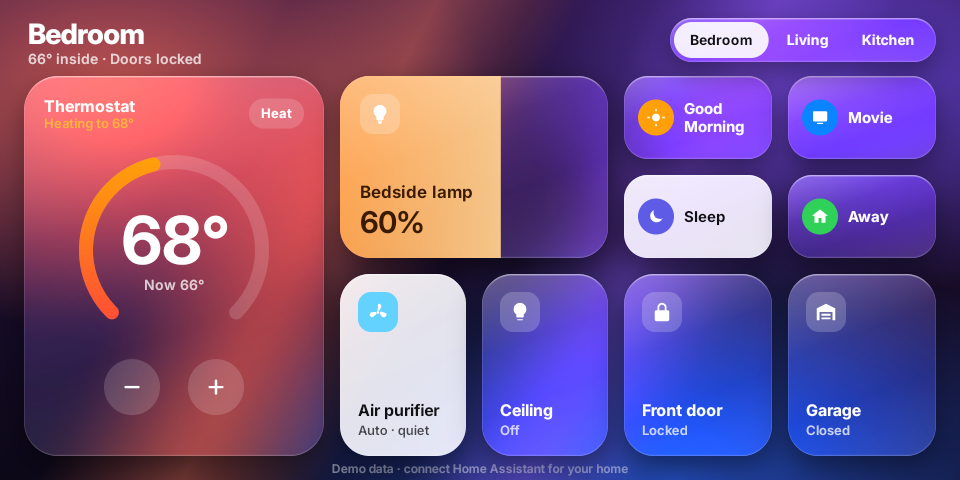 Bedroom
66° inside · Doors locked
Bedroom
Living
Kitchen
Thermostat
Heating to 68°
Heat
68°
Now 66°
−
+
Bedside lamp
60%
Good
Morning
Movie
Sleep
Away
Air purifier
Auto · quiet
Ceiling
Off
Front door
Locked
Garage
Closed
Demo data · connect Home Assistant for your home